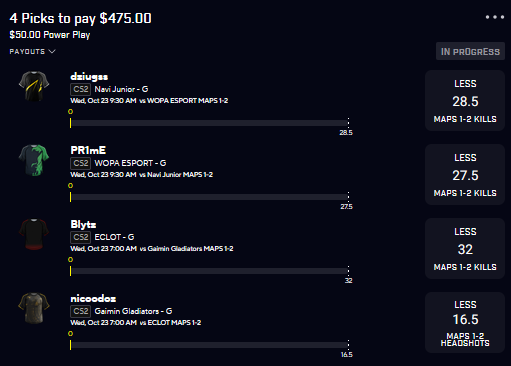 4 Picks to pay $475.00
$50.00 Power Play
PAYOUTS
IN PROGRESS
dziugss
CS2 Navi Junior - G
Wed, Oct 23 9:30 AM vs WOPA ESPORT MAPS 1-2
0
28.5
LESS
28.5
MAPS 1-2 KILLS
PR1mE
CS2 WOPA ESPORT - G
Wed, Oct 23 9:30 AM vs Navi Junior MAPS 1-2
0
27.5
LESS
27.5
MAPS 1-2 KILLS
Blytz
CS2 ECLOT - G
Wed, Oct 23 7:00 AM vs Gaimin Gladiators MAPS 1-2
0
32
LESS
32
MAPS 1-2 KILLS
nicoodoz
CS2 Gaimin Gladiators - G
Wed, Oct 23 7:00 AM vs ECLOT MAPS 1-2
0
16.5
LESS
16.5
MAPS 1-2
HEADSHOTS